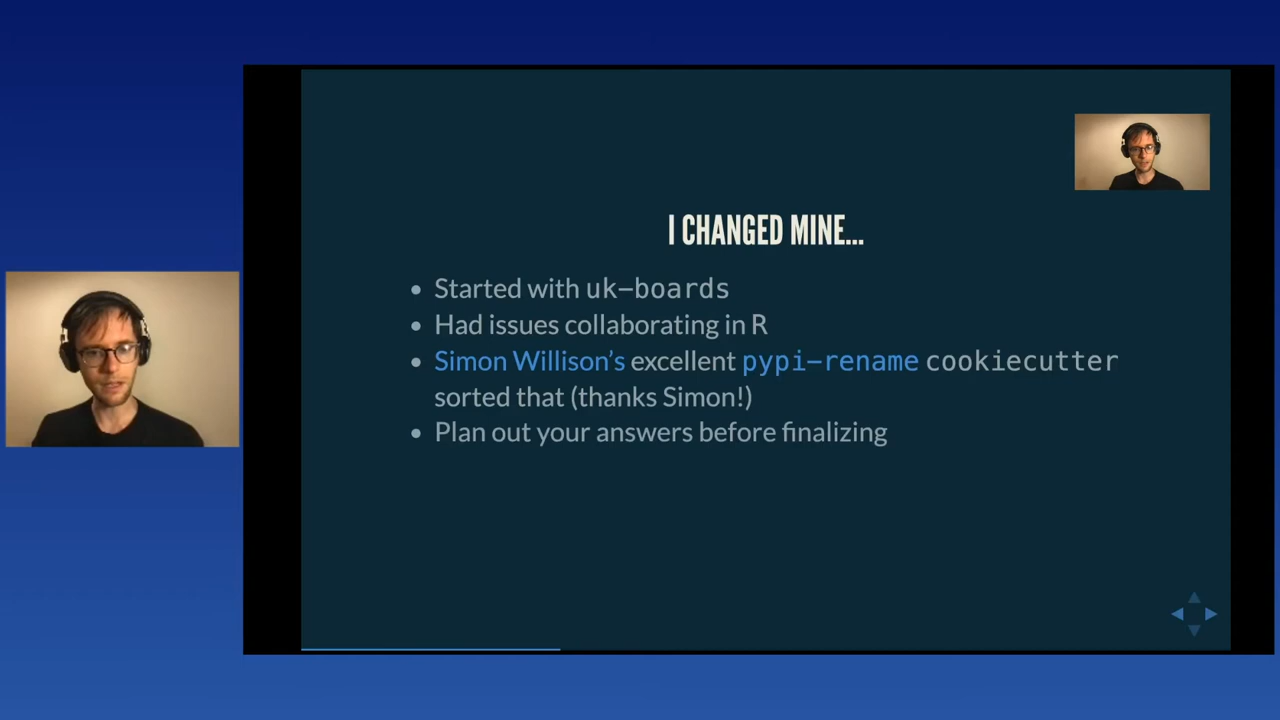 I CHANGED MINE...
Started with uk-boards
Had issues collaborating in R
Simon Willison's excellent pypi-rename cookiecutter
sorted that (thanks Simon!)
Plan out your answers before finalizing